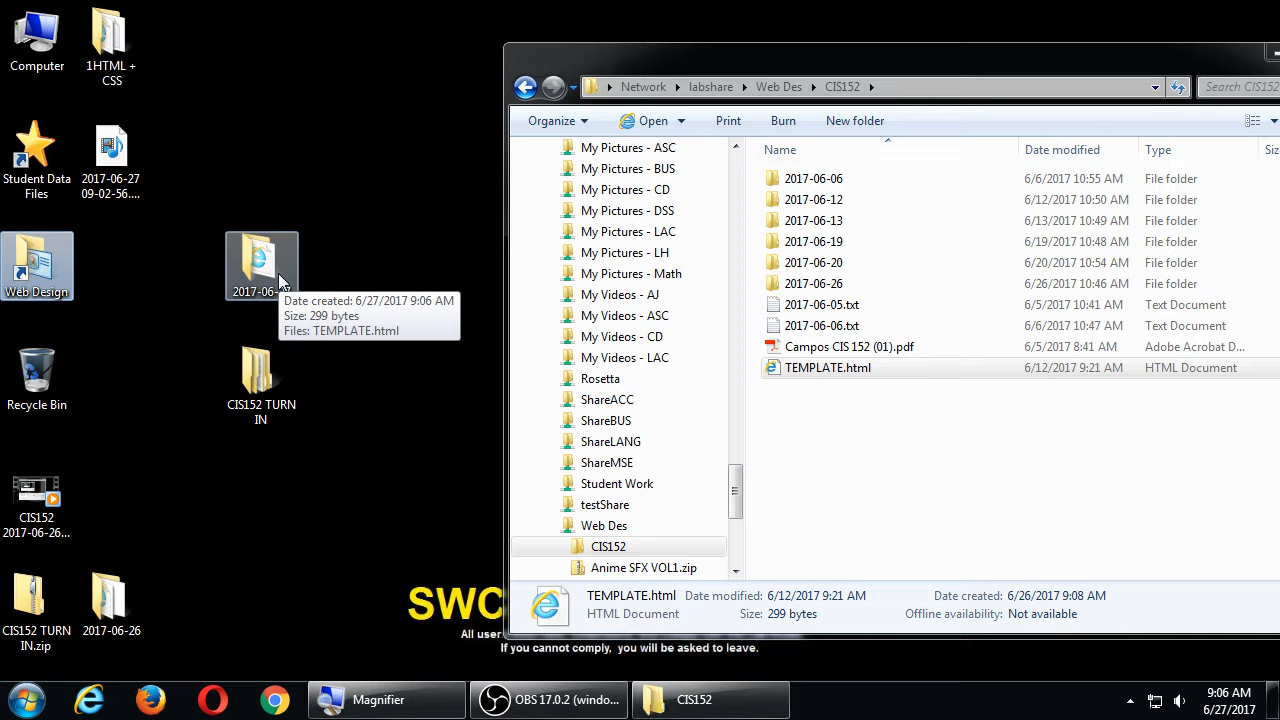 Computer
1HTML +
CSS
Student Data
Files
2017-06-27
09-02-56....
Web Design
2017-06-
Date created: 6/27/2017 9:06 AM
Size: 299 bytes
Files: TEMPLATE.html
Recycle Bin
CIS152 TURN
IN
CIS152
2017-06-26...
CIS152 TURN
IN.zip
2017-06-26
SWC
All user
If you cannot comply,  you will be asked to leave.
Network
labshare
Web Des
CIS152
Search CIS152
Organize
Open
Print
Burn
New folder
My Pictures - ASC
My Pictures - BUS
My Pictures - CD
My Pictures - DSS
My Pictures - LAC
My Pictures - LH
My Pictures - Math
My Videos - AJ
My Videos - ASC
My Videos - CD
My Videos - LAC
Rosetta
ShareACC
ShareBUS
ShareLANG
ShareMSE
Student Work
testShare
Web Des
CIS152
Anime SFX VOL1.zip
Name Date modified Type Siz
2017-06-06 6/6/2017 10:55 AM File folder
2017-06-12 6/12/2017 10:50 AM File folder
2017-06-13 6/13/2017 10:49 AM File folder
2017-06-19 6/19/2017 10:48 AM File folder
2017-06-20 6/20/2017 10:54 AM File folder
2017-06-26 6/26/2017 10:46 AM File folder
2017-06-05.txt 6/5/2017 10:41 AM Text Document
2017-06-06.txt 6/6/2017 10:41 AM Text Document
Campos CIS 152 (01).pdf 6/5/2017 8:41 AM Adobe Acrobat D...
TEMPLATE.html 6/12/2017 9:21 AM HTML Document
TEMPLATE.html Date modified: 6/12/2017 9:21 AM Date created: 6/26/2017 9:08 AM
HTML Document Size: 299 bytes Offline availability: Not available
Magnifier
OBS 17.0.2 (windo...
CIS152
9:06 AM
6/27/2017